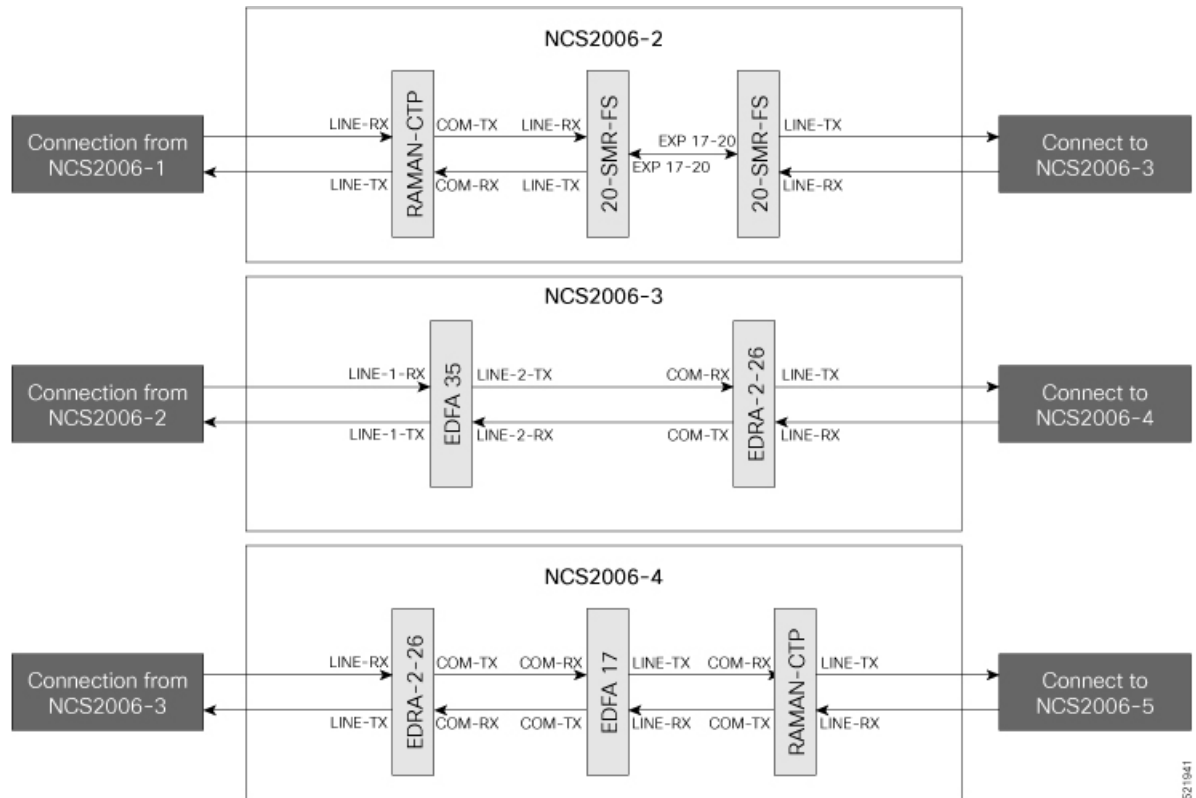 NCS2006-2
Connection from
NCS2006-1
LINE-RX
LINE-TX
RAMAN-CTP
COM-TX
COM-RX
LINE-RX
LINE-TX
20-SMR-FS
EXP 17-20
EXP 17-20
20-SMR-FS
LINE-TX
LINE-RX
Connect to
NCS2006-3
NCS2006-3
Connection from
NCS2006-2
LINE-1-RX
LINE-1-TX
EDFA 35
LINE-2-TX
LINE-2-RX
COM-RX
COM-TX
EDRA-2-26
LINE-TX
LINE-RX
Connect to
NCS2006-4
NCS2006-4
Connection from
NCS2006-3
LINE-RX
LINE-TX
EDRA-2-26
COM-TX
COM-RX
COM-RX
COM-TX
EDFA 17
LINE-TX
LINE-RX
COM-RX
COM-TX
RAMAN-CTP
LINE-TX
LINE-RX
Connect to
NCS2006-5
521941